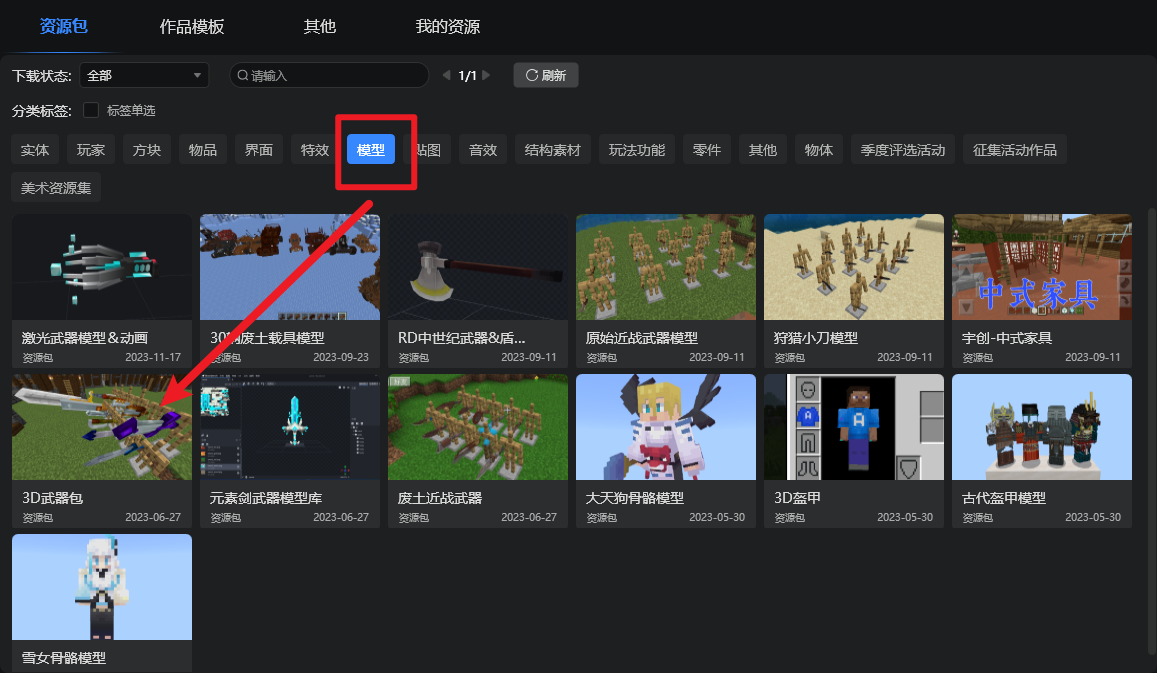 资源包 作品模板 其他 我的资源
下载状态: 全部 请输入 1/1 刷新
分类标签: 标签单选
实体 玩家 方块 物品 界面 特效 模型 贴图 音效 结构素材 玩法功能 零件 其他 物体 季度评选活动 征集活动作品
美术资源集
中式家具
激光武器模型&动画 废土载具模型 RD中世纪武器&盾... 原始近战武器模型 狩猎小刀模型 宇创-中式家具
资源包 2023-11-17 资源包 2023-09-23 资源包 2023-09-11 资源包 2023-09-11 资源包 2023-09-11 资源包 2023-09-11
3D武器包 元素剑武器模型库 废土近战武器 大天狗骨骼模型 3D盔甲 古代盔甲模型
资源包 2023-06-27 资源包 2023-06-27 资源包 2023-06-27 资源包 2023-05-30 资源包 2023-05-30 资源包 2023-05-30
雪女骨骼模型